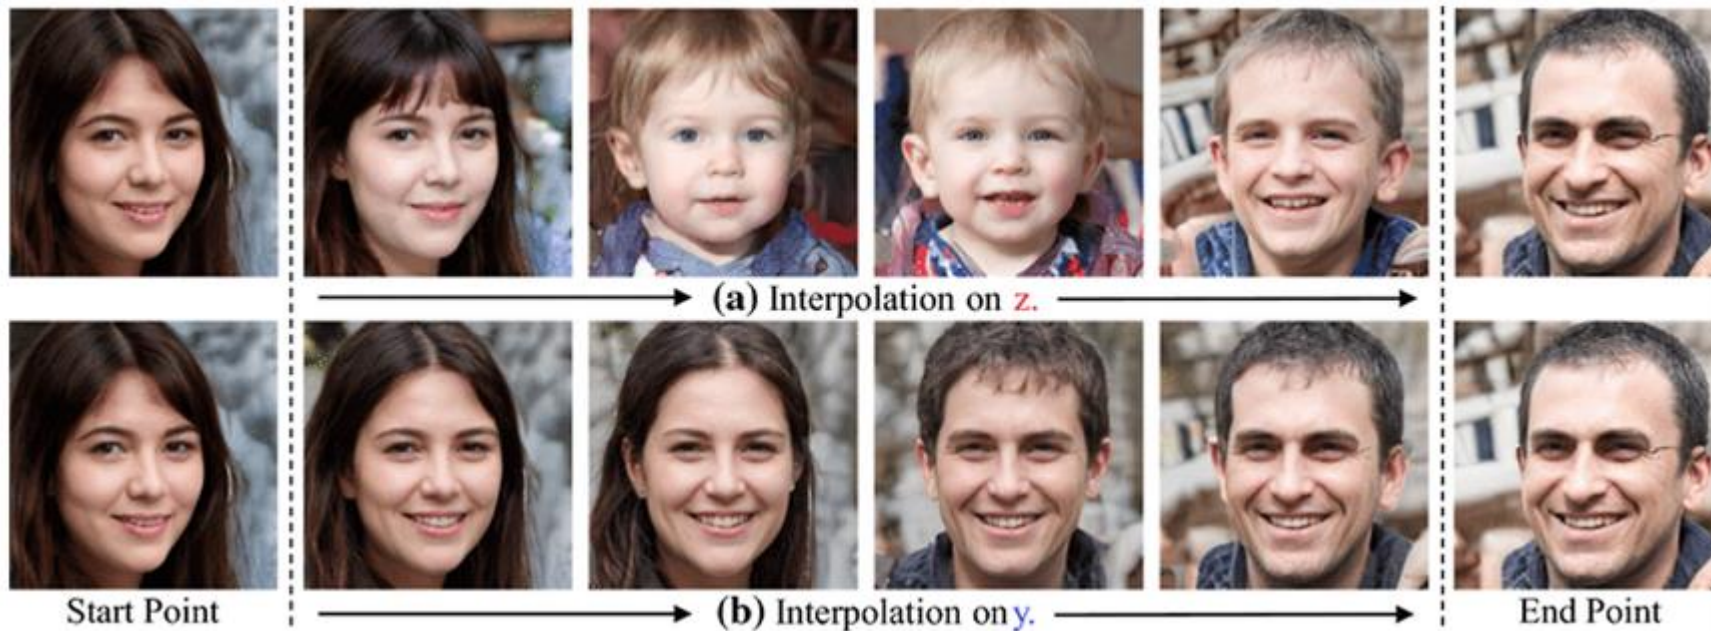 (a) Interpolation on z.
Start Point
(b) Interpolation on y.
End Point